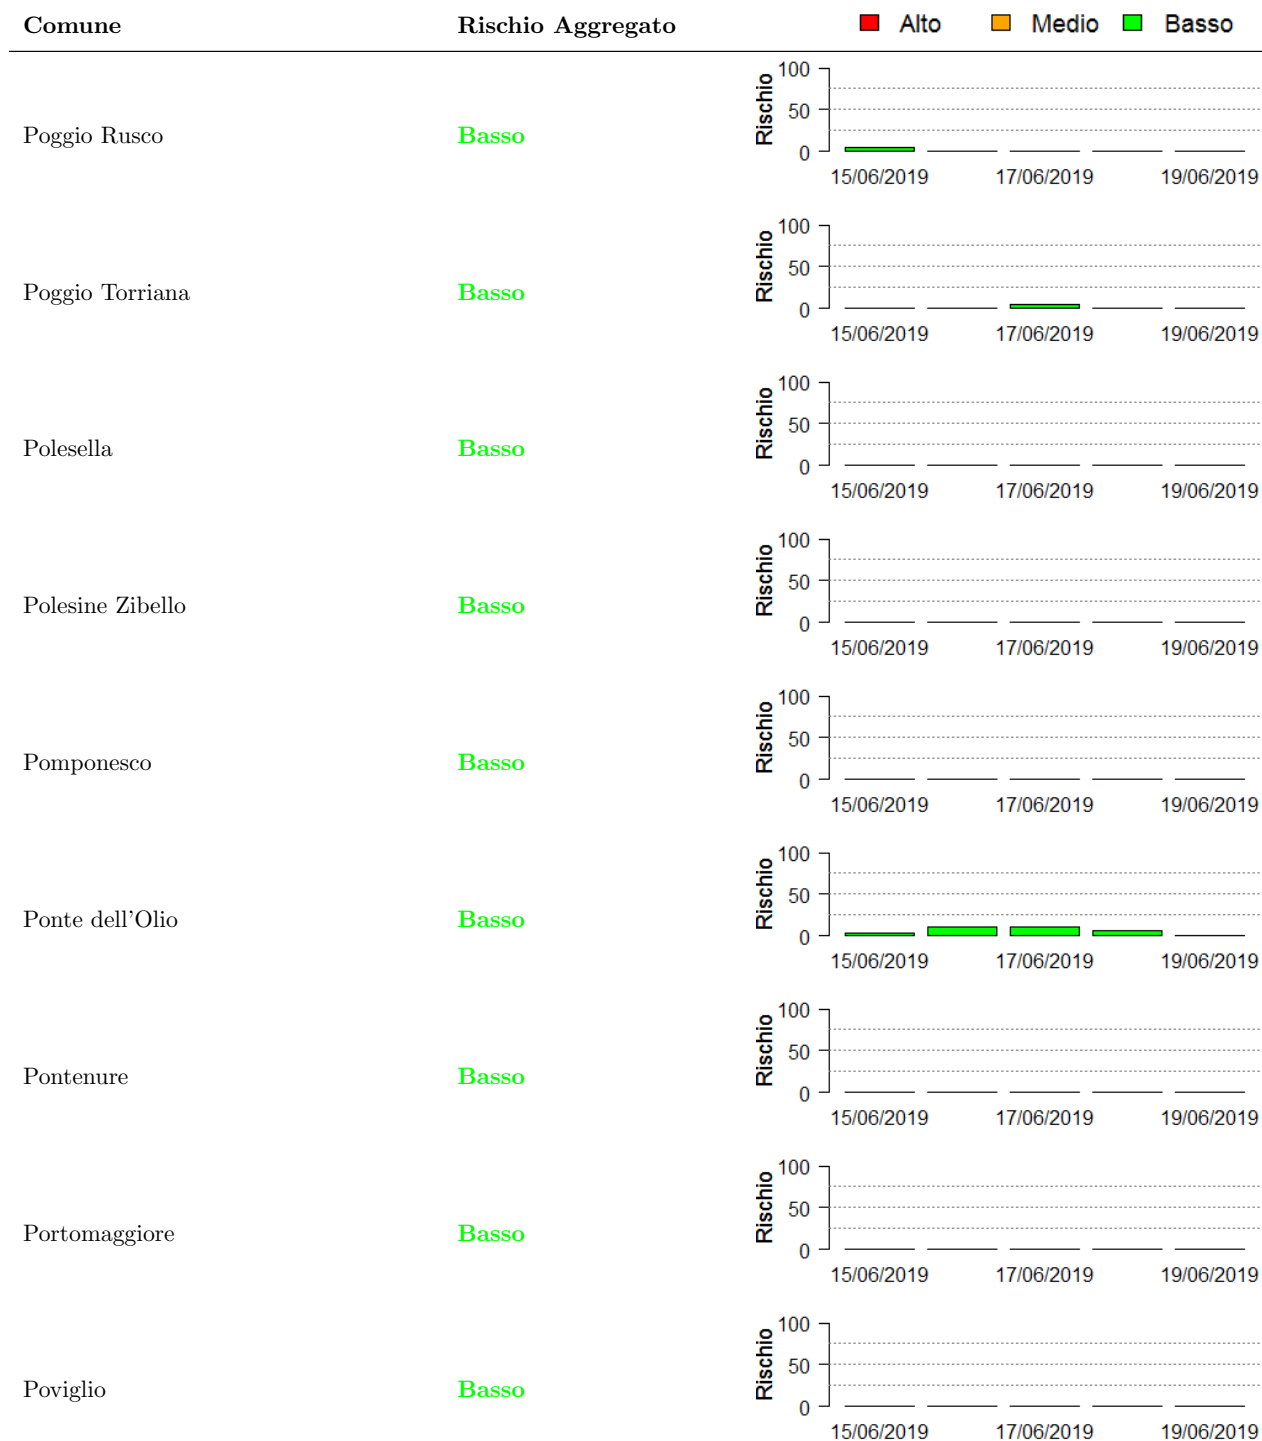 Comune Rischio Aggregato Alto Medio Basso
100
50
0
Rischio
Poggio Rusco Basso
15/06/2019 17/06/2019 19/06/2019
100
50
0
Rischio
Poggio Torriana Basso
15/06/2019 17/06/2019 19/06/2019
100
50
0
Rischio
Polesella Basso
15/06/2019 17/06/2019 19/06/2019
100
50
0
Rischio
Polesine Zibello Basso
15/06/2019 17/06/2019 19/06/2019
100
50
0
Rischio
Pomponesco Basso
15/06/2019 17/06/2019 19/06/2019
100
50
0
Rischio
Ponte dell'Olio Basso
15/06/2019 17/06/2019 19/06/2019
100
50
0
Rischio
Pontenure Basso
15/06/2019 17/06/2019 19/06/2019
100
50
0
Rischio
Portomaggiore Basso
15/06/2019 17/06/2019 19/06/2019
100
50
0
Rischio
Poviglio Basso
15/06/2019 17/06/2019 19/06/2019